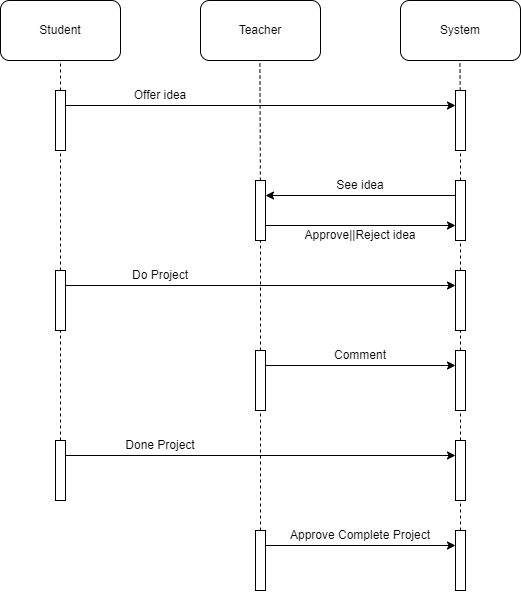 Student
Teacher
System
Offer idea
See idea
Approve||Reject idea
Do Project
Comment
Done Project
Approve Complete Project